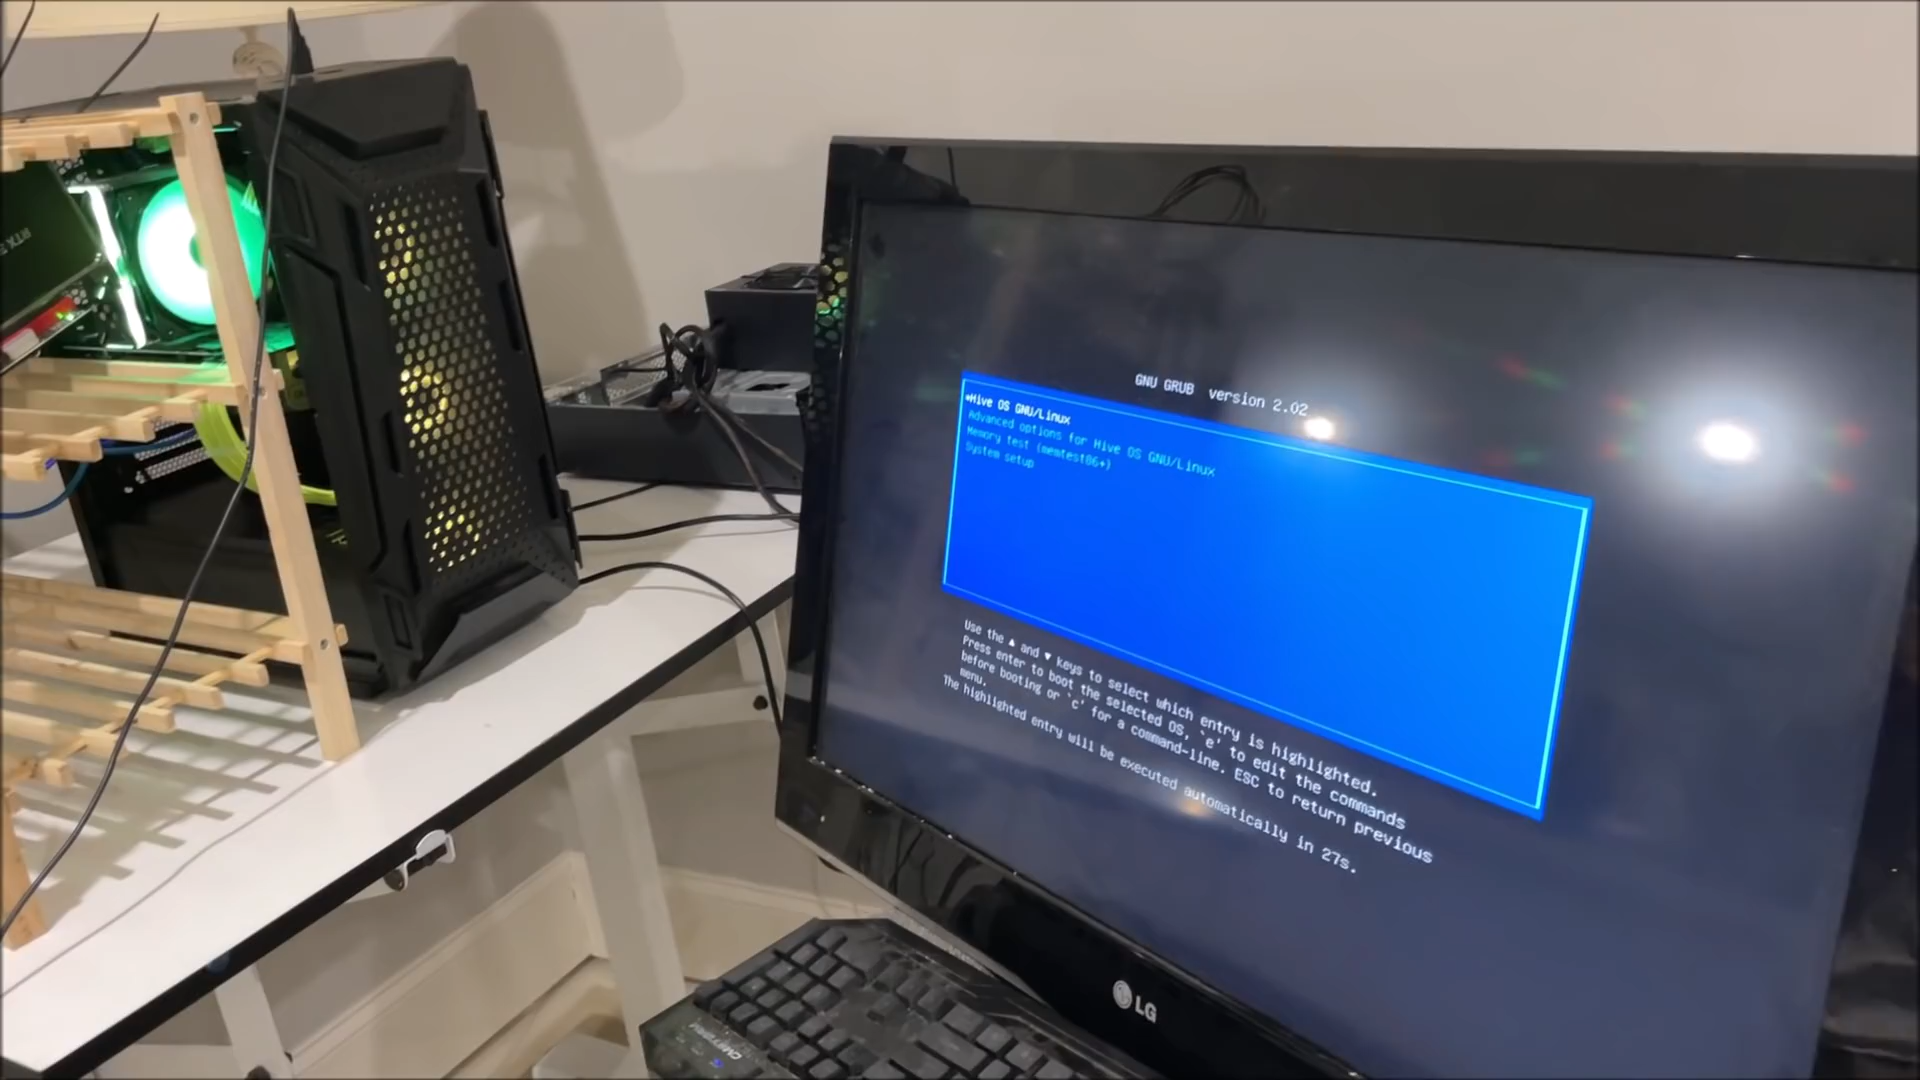 GNU GRUB version 2.02
*Hive OS GNU/Linux
Advanced options for Hive OS GNU/Linux
Memory test (memtest86+)
System setup
Use the ▲ and ▼ keys to select which entry is highlighted.
Press enter to boot the selected OS, `e' to edit the commands
before booting or `c' for a command-line. ESC to return previous
menu.
The highlighted entry will be executed automatically in 27s.
LG
RTX